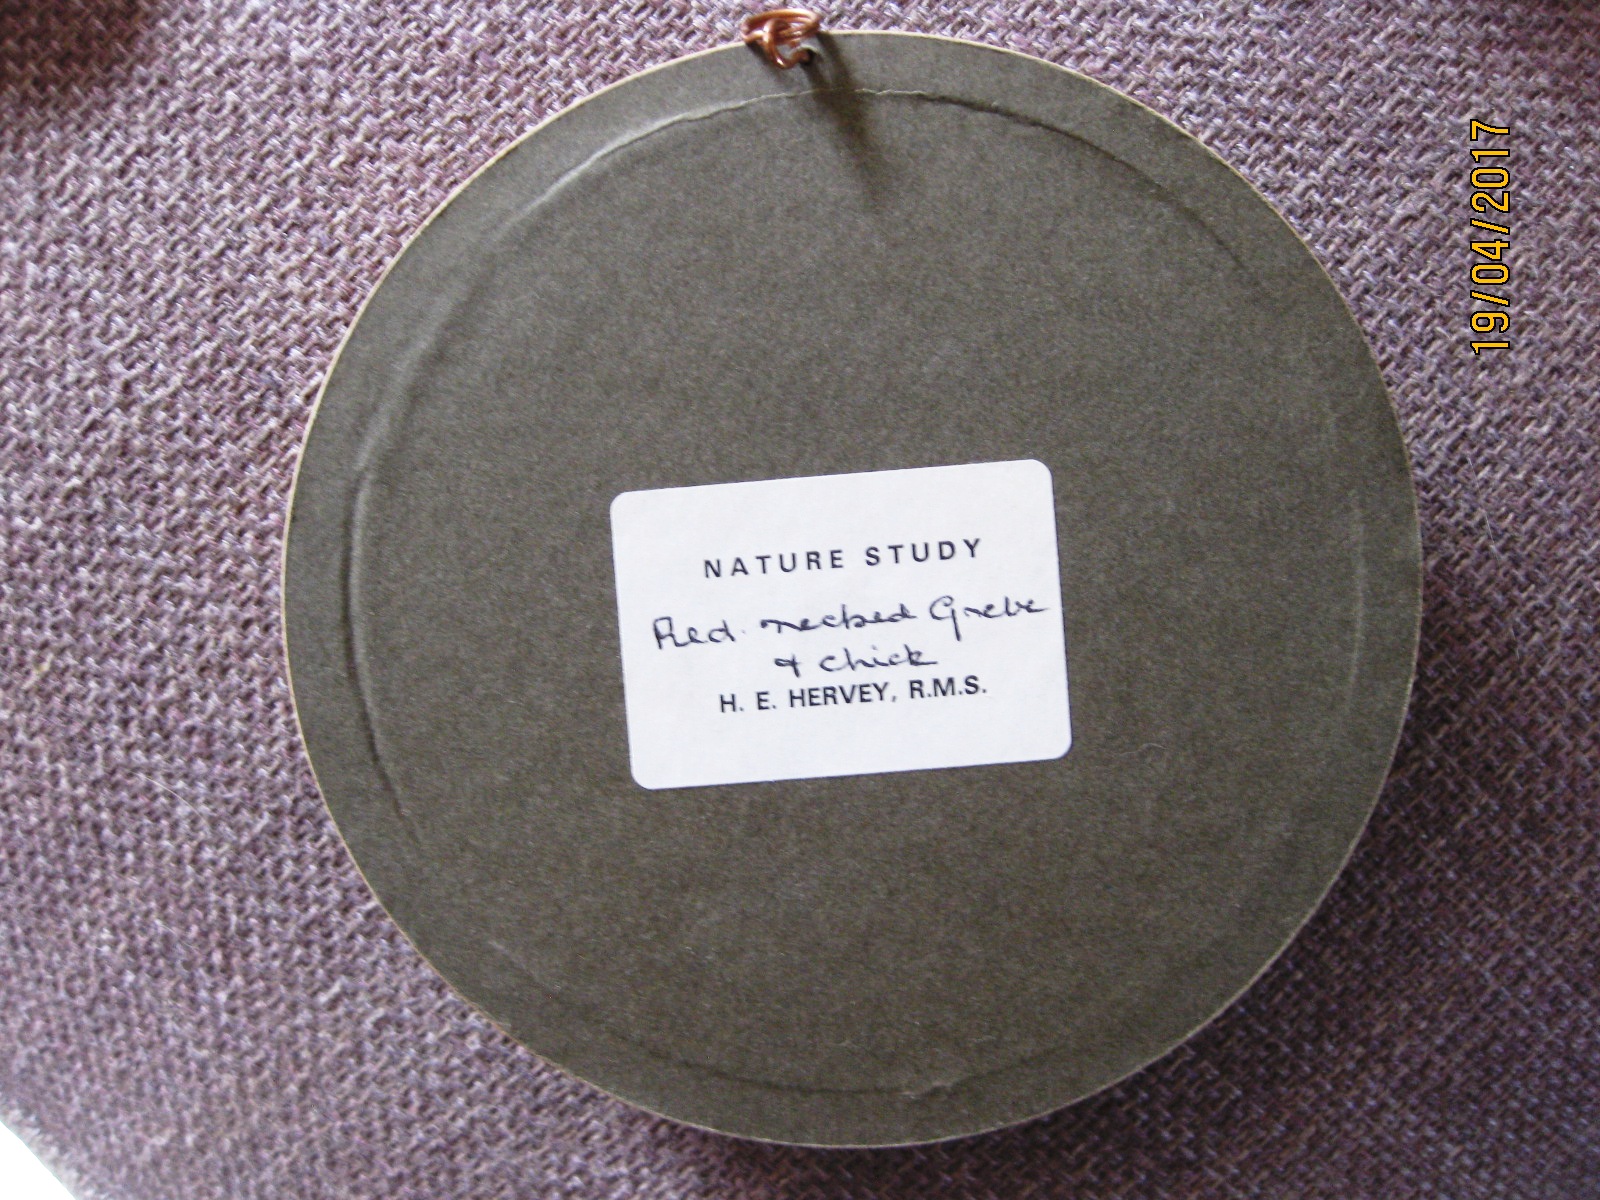 NATURE STUDY
Red-necked Grebe
& chick
H. E. HERVEY, R.M.S.
19/04/2017